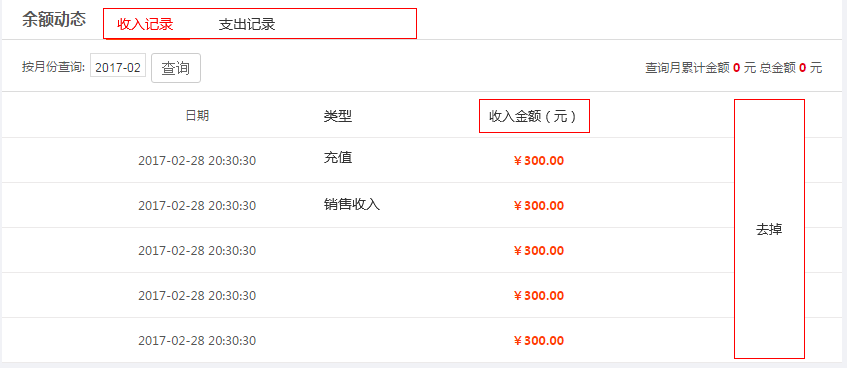 余额动态 收入记录 支出记录
按月份查询: 2017-02 查询 查询月累计金额 0 元 总金额 0 元
日期 类型 收入金额（元）
2017-02-28 20:30:30 充值 ￥300.00
2017-02-28 20:30:30 销售收入 ￥300.00
去掉
2017-02-28 20:30:30 ￥300.00
2017-02-28 20:30:30 ￥300.00
2017-02-28 20:30:30 ￥300.00